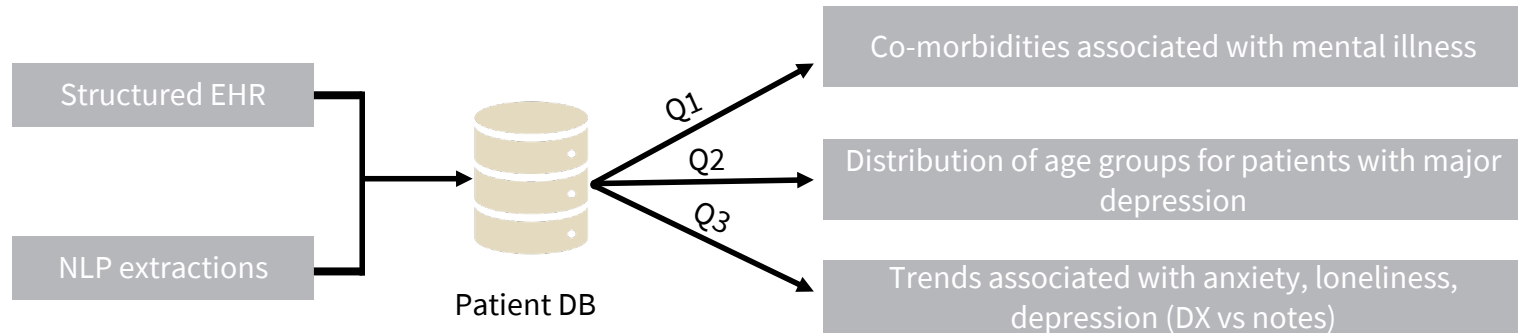 Structured EHR
NLP extractions
Patient DB
Q1
Q2
Q3
Co-morbidities associated with mental illness
Distribution of age groups for patients with major
depression
Trends associated with anxiety, loneliness,
depression (DX vs notes)